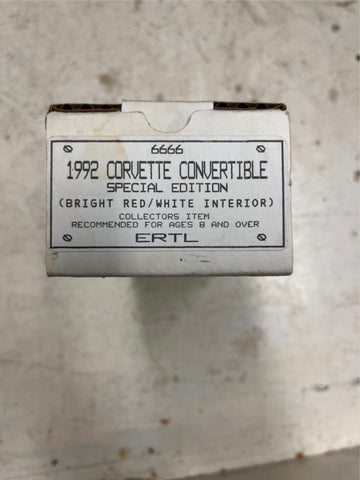 6666
1992 CORVETTE CONVERTIBLE
SPECIAL EDITION
(BRIGHT RED/WHITE INTERIOR)
COLLECTORS ITEM
RECOMMENDED FOR AGES 8 AND OVER
ERTL